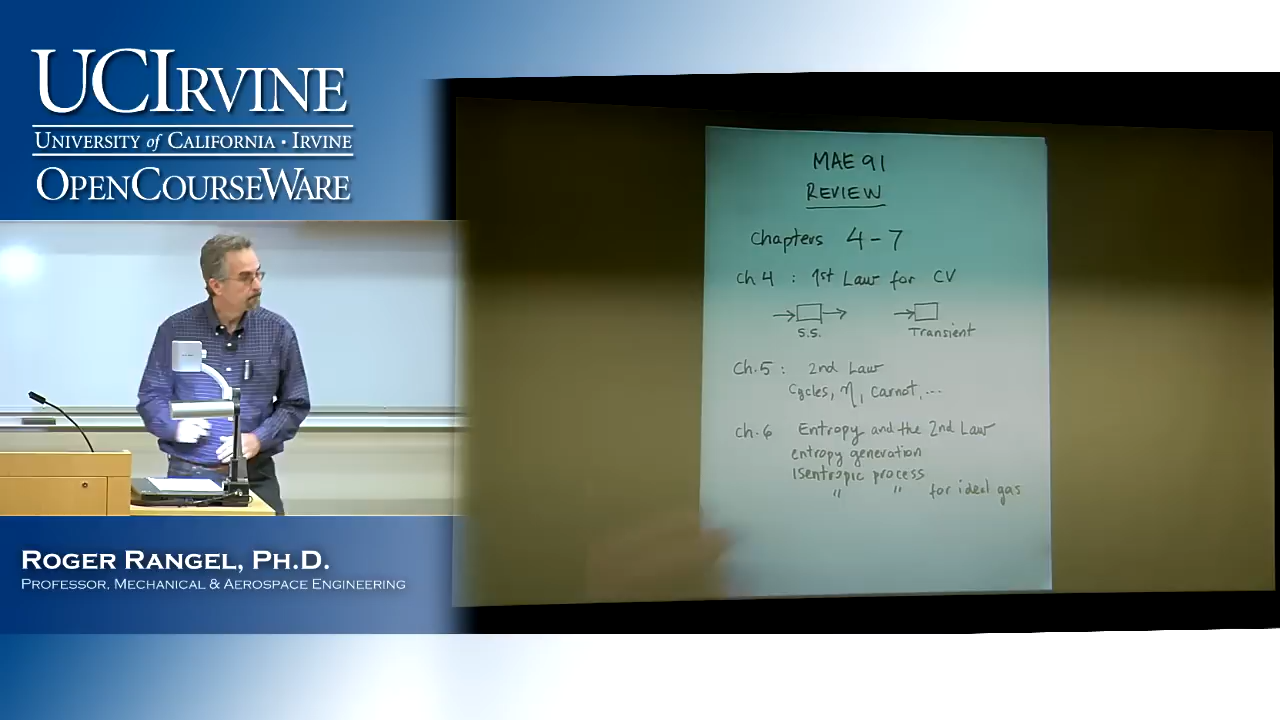 UCIRVINE
UNIVERSITY of CALIFORNIA · IRVINE
OPENCOURSEWARE
MAE 91
REVIEW
Chapters 4-7
Ch 4 : 1st Law for CV
S.S.
Transient
Ch.5 : 2nd Law
Cycles, η, Carnot, ...
Ch.6 Entropy and the 2nd Law
entropy generation
Isentropic process
" " for ideal gas
ROGER RANGEL, PH.D.
PROFESSOR, MECHANICAL & AEROSPACE ENGINEERING